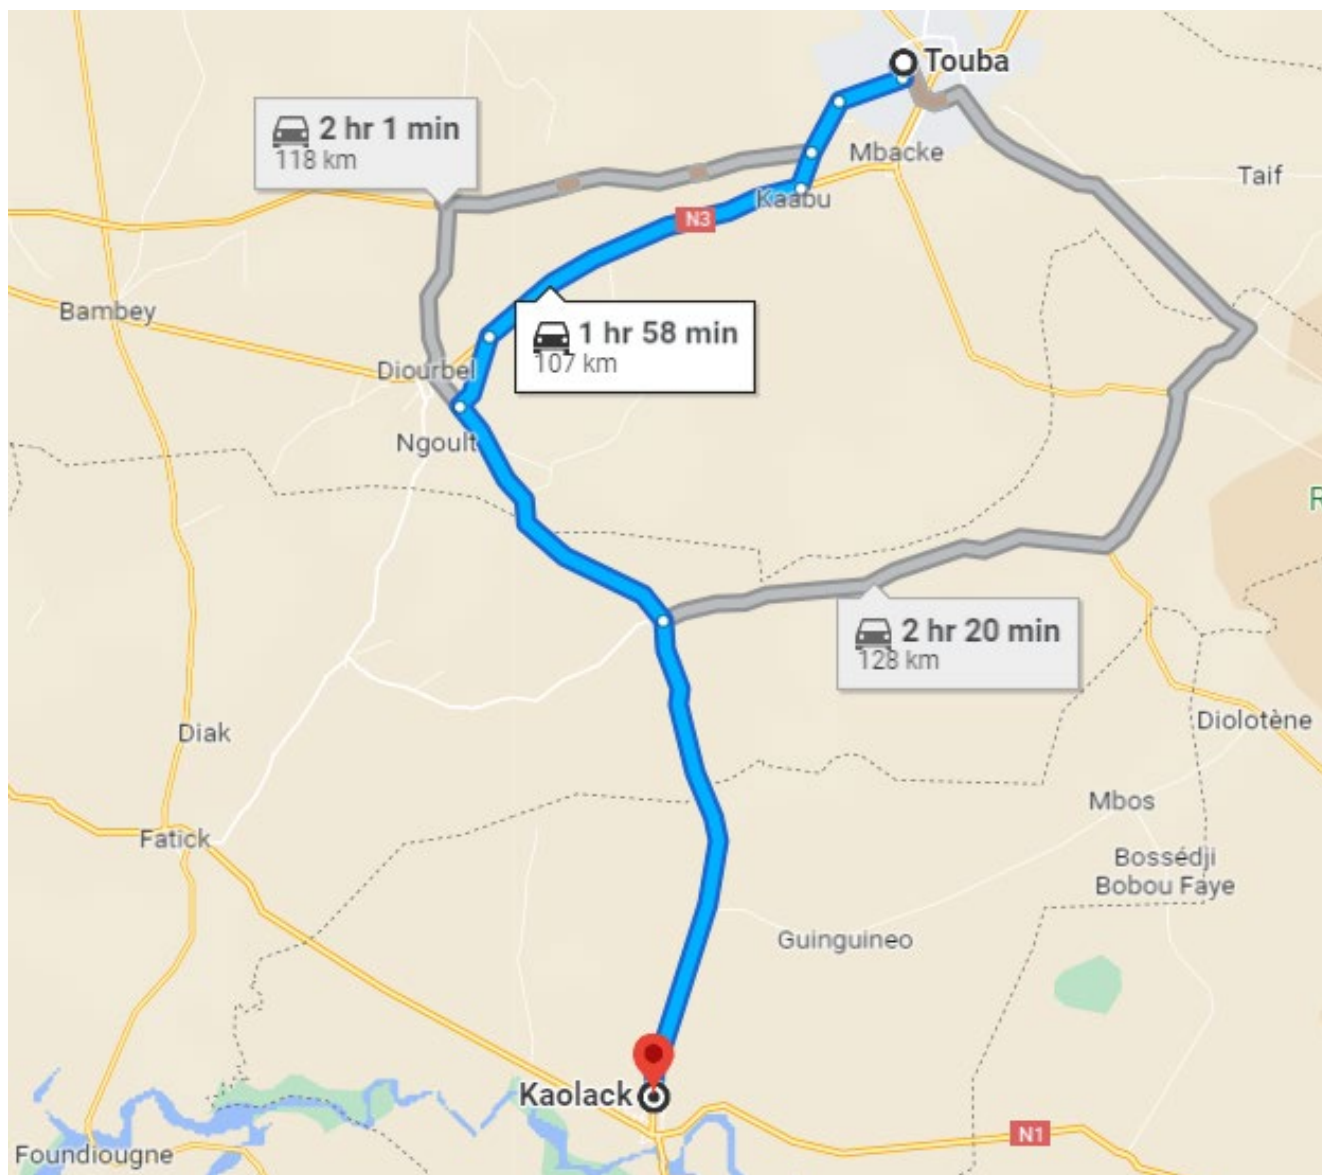 Touba
2 hr 1 min
118 km
Mbacke
Taif
Kaabu
N3
Bambey
1 hr 58 min
107 km
Diourbel
Ngoult
R
2 hr 20 min
128 km
Diolotène
Diak
Mbos
Fatick
Bossédji
Bobou Faye
Guinguineo
Kaolack
N1
Foundiougne